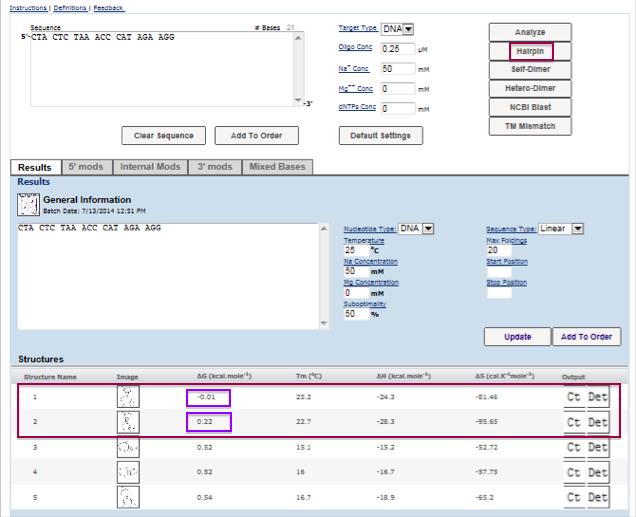 Instructions | Definitions | Feedback
Sequence # Bases 21
5'-CTA CTC TAA ACC CAT AGA AGG
-3'
Target Type DNA
Oligo Conc 0.25 µM
Na⁺ Conc 50 mM
Mg⁺⁺ Conc 0 mM
dNTPs Conc 0 mM
Analyze
Hairpin
Self-Dimer
Hetero-Dimer
NCBI Blast
TM Mismatch
Clear Sequence Add To Order Default Settings
Results 5' mods Internal Mods 3' mods Mixed Bases
Results
General Information
Batch Date: 7/13/2014 12:51 PM
CTA CTC TAA ACC CAT AGA AGG
Nucleotide Type: DNA
Temperature
25 °C
Na Concentration
50 mM
Mg Concentration
0 mM
Suboptimality
50 %
Sequence Type: Linear
Max Foldings
20
Start Position
Stop Position
Update Add To Order
Structures
Structure Name Image ΔG (kcal.mole⁻¹) Tm (⁰C) ΔH (kcal.mole⁻¹) ΔS (cal.K⁻¹mole⁻¹) Output
1 -0.01 25.2 -24.3 -81.46 Ct Det
2 0.22 22.7 -28.3 -95.65 Ct Det
3 0.52 15.1 -15.2 -52.72 Ct Det
4 0.52 16 -16.7 -57.75 Ct Det
5 0.54 16.7 -18.9 -65.2 Ct Det